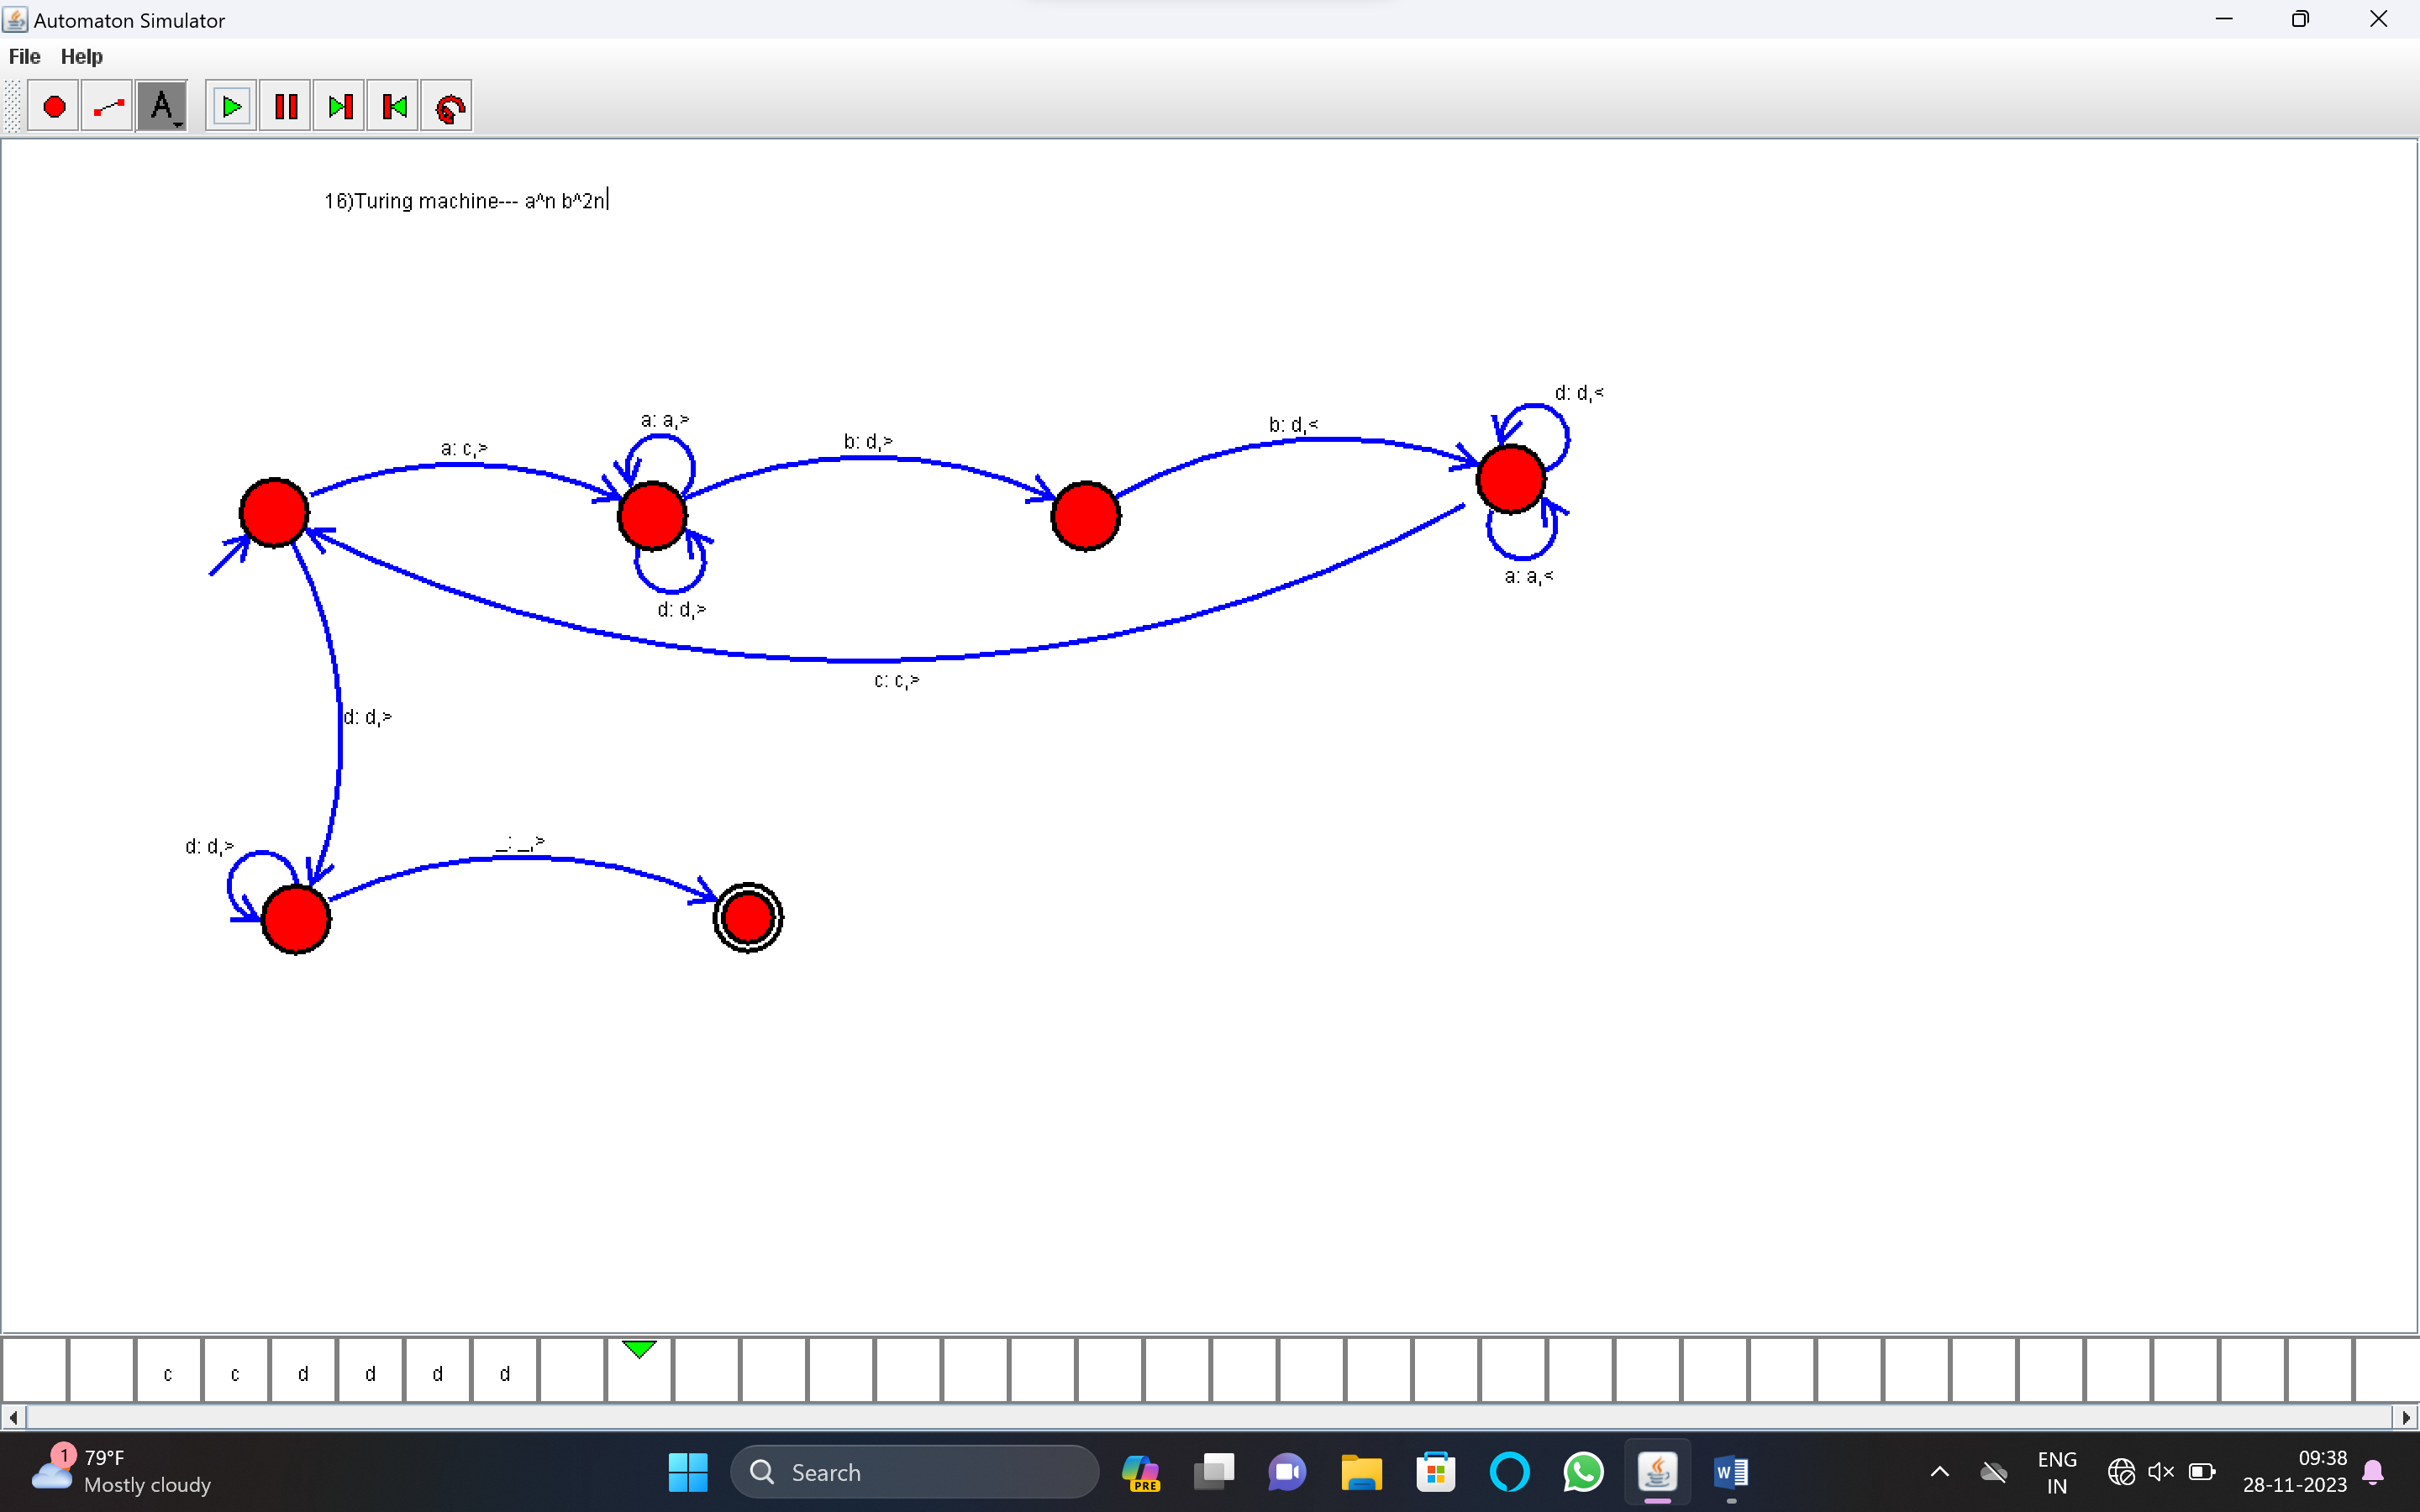 Automaton Simulator
File Help
A
16)Turing machine--- a^n b^2n
d: d,<
a: a,>
b: d,<
b: d,>
a: c,>
a: a,<
d: d,>
c: c,>
d: d,>
d: d,>
_: _,>
c c d d d d
1
79°F
Mostly cloudy
Search
PRE
W
ENG
IN
09:38
28-11-2023